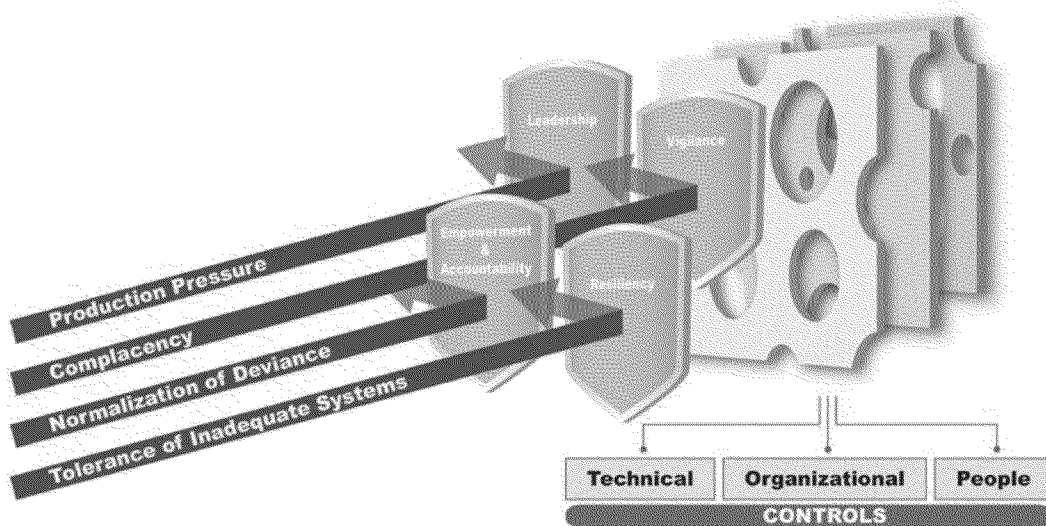 Leadership
Vigilance
Empowerment
&
Accountability
Resiliency
Production Pressure
Complacency
Normalization of Deviance
Tolerance of Inadequate Systems
Technical
Organizational
People
CONTROLS